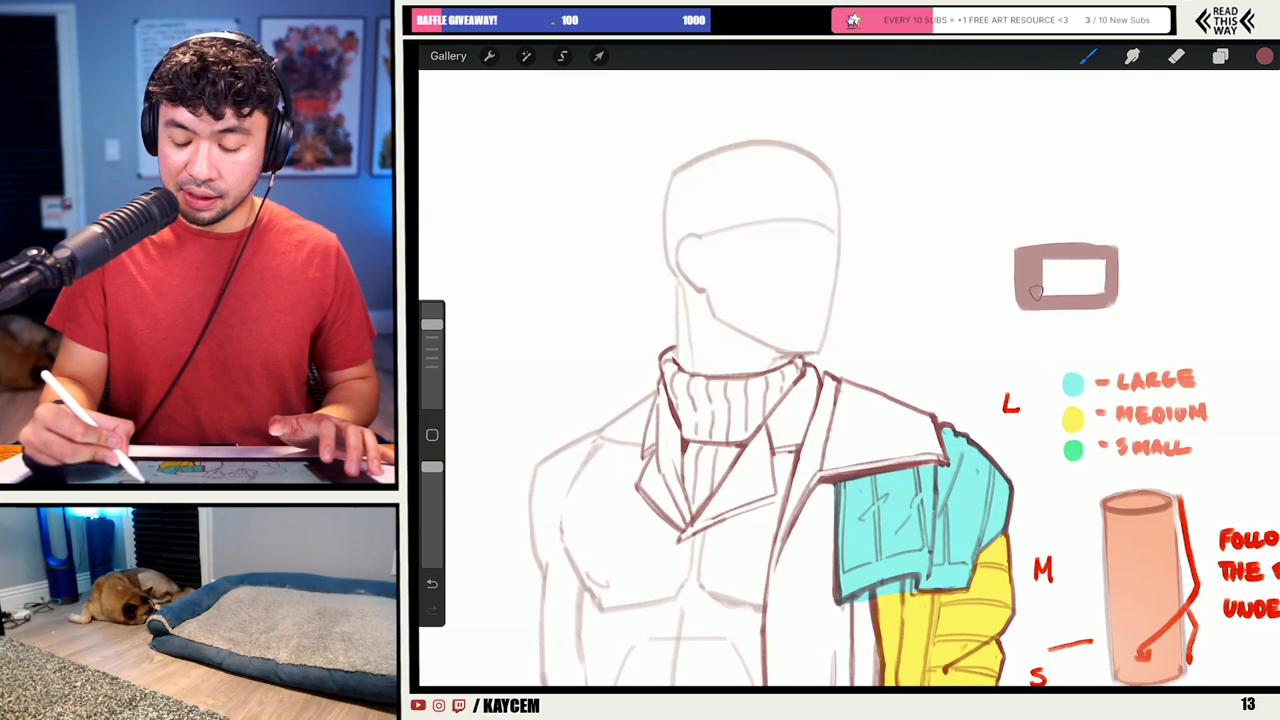 RAFFLE GIVEAWAY! 100 1000
EVERY 10 SUBS = +1 FREE ART RESOURCE <3 3 / 10 New Subs
READ
THIS
WAY
Gallery
- LARGE
L
- MEDIUM
- SMALL
FOLLO
THE
M
UNDE
S
/ KAYCEM
13